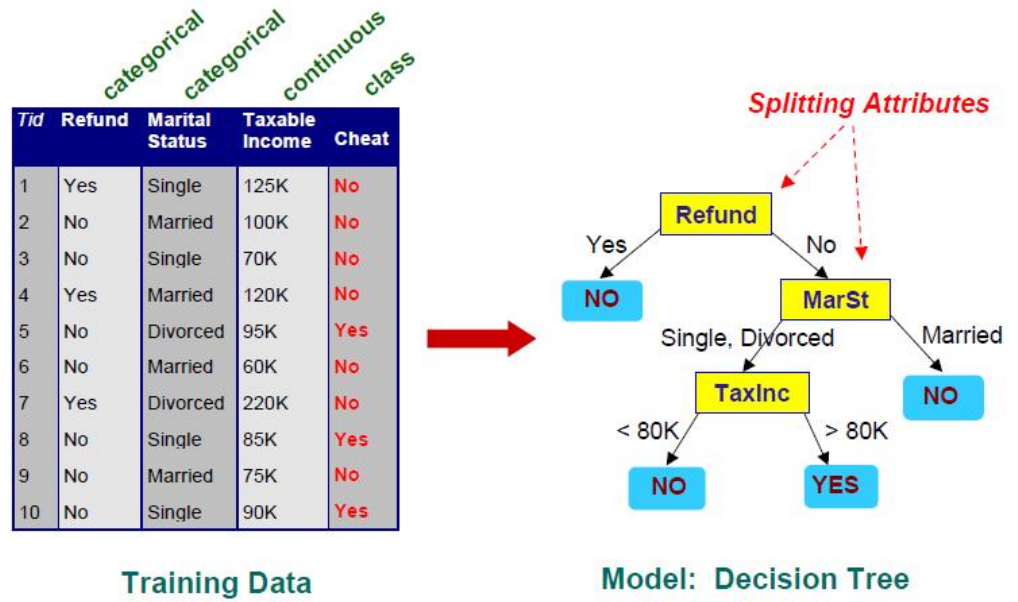 categorical
categorical
continuous
class
Tid Refund Marital Status Taxable Income Cheat
1 Yes Single 125K No
2 No Married 100K No
3 No Single 70K No
4 Yes Married 120K No
5 No Divorced 95K Yes
6 No Married 60K No
7 Yes Divorced 220K No
8 No Single 85K Yes
9 No Married 75K No
10 No Single 90K Yes
Training Data
Splitting Attributes
Refund
Yes No
NO MarSt
Single, Divorced Married
TaxInc NO
< 80K > 80K
NO YES
Model: Decision Tree